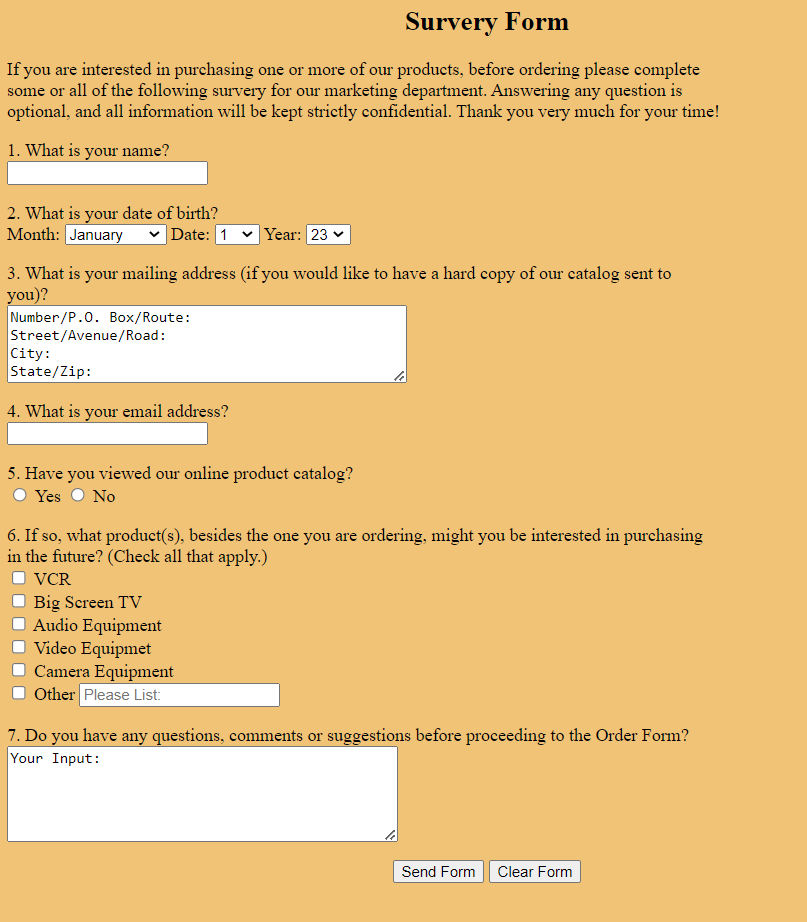 Survery Form
If you are interested in purchasing one or more of our products, before ordering please complete
some or all of the following survery for our marketing department. Answering any question is
optional, and all information will be kept strictly confidential. Thank you very much for your time!
1. What is your name?
2. What is your date of birth?
Month: January Date: 1 Year: 23
3. What is your mailing address (if you would like to have a hard copy of our catalog sent to
you)?
Number/P.O. Box/Route:
Street/Avenue/Road:
City:
State/Zip:
4. What is your email address?
5. Have you viewed our online product catalog?
Yes No
6. If so, what product(s), besides the one you are ordering, might you be interested in purchasing
in the future? (Check all that apply.)
VCR
Big Screen TV
Audio Equipment
Video Equipmet
Camera Equipment
Other Please List:
7. Do you have any questions, comments or suggestions before proceeding to the Order Form?
Your Input:
Send Form Clear Form